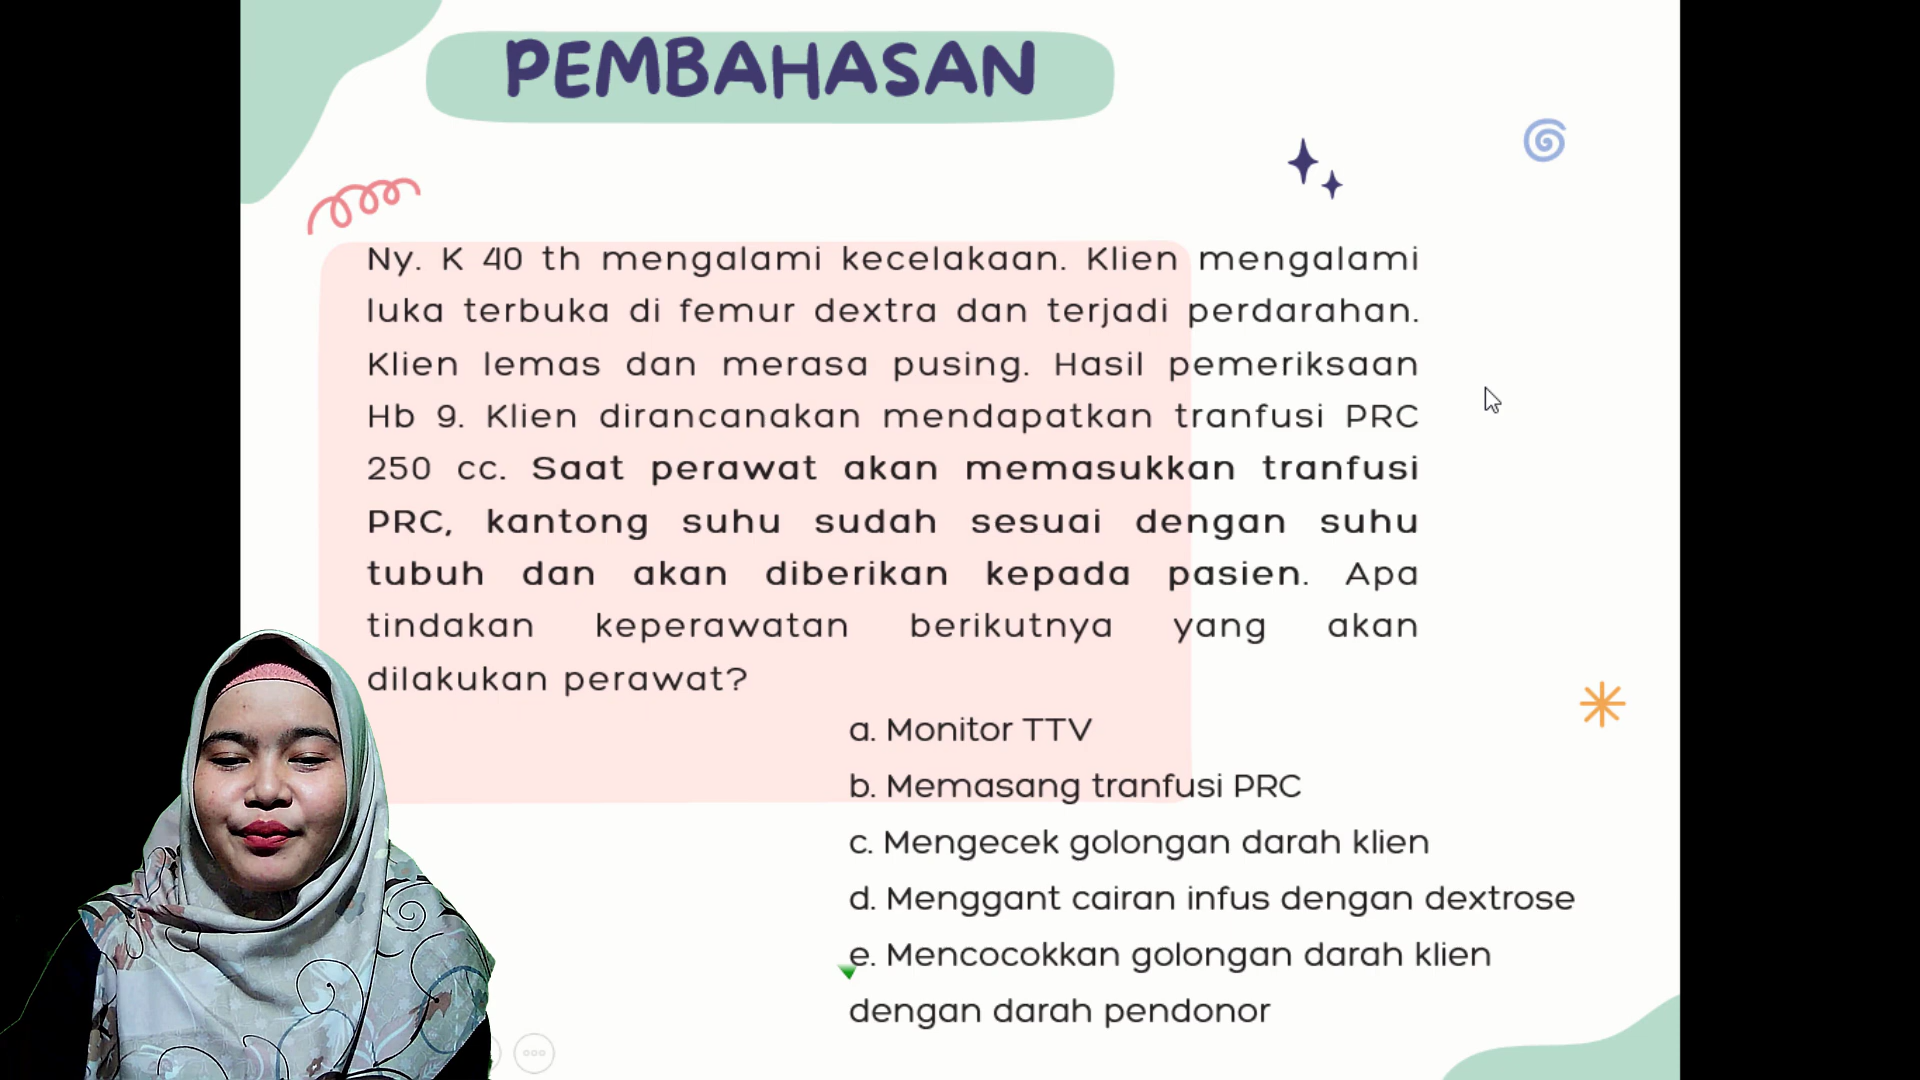 PEMBAHASAN
Ny. K 40 th mengalami kecelakaan. Klien mengalami
luka terbuka di femur dextra dan terjadi perdarahan.
Klien lemas dan merasa pusing. Hasil pemeriksaan
Hb 9. Klien dirancanakan mendapatkan tranfusi PRC
250 cc. Saat perawat akan memasukkan tranfusi
PRC, kantong suhu sudah sesuai dengan suhu
tubuh dan akan diberikan kepada pasien. Apa
tindakan keperawatan berikutnya yang akan
dilakukan perawat?
a. Monitor TTV
b. Memasang tranfusi PRC
c. Mengecek golongan darah klien
d. Menggant cairan infus dengan dextrose
e. Mencocokkan golongan darah klien
dengan darah pendonor